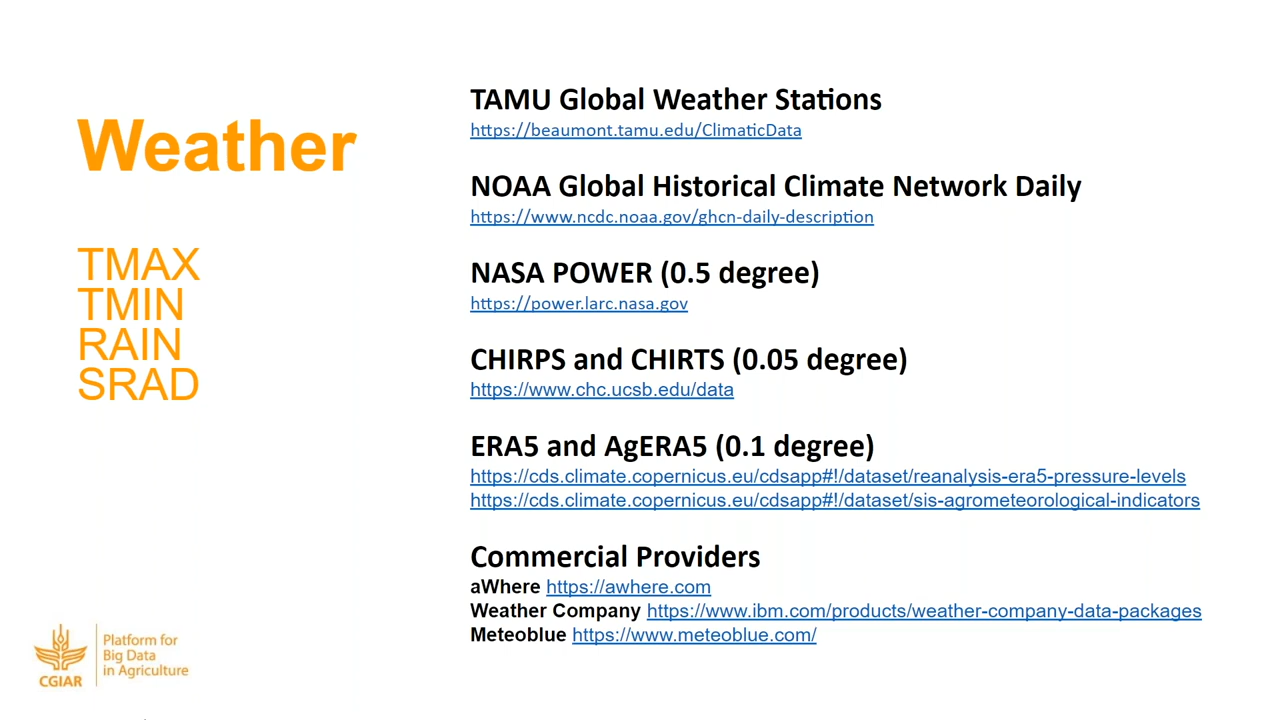 Weather
TMAX
TMIN
RAIN
SRAD
TAMU Global Weather Stations
https://beaumont.tamu.edu/ClimaticData
NOAA Global Historical Climate Network Daily
https://www.ncdc.noaa.gov/ghcn-daily-description
NASA POWER (0.5 degree)
https://power.larc.nasa.gov
CHIRPS and CHIRTS (0.05 degree)
https://www.chc.ucsb.edu/data
ERA5 and AgERA5 (0.1 degree)
https://cds.climate.copernicus.eu/cdsapp#!/dataset/reanalysis-era5-pressure-levels
https://cds.climate.copernicus.eu/cdsapp#!/dataset/sis-agrometeorological-indicators
Commercial Providers
aWhere https://awhere.com
Weather Company https://www.ibm.com/products/weather-company-data-packages
Meteoblue https://www.meteoblue.com/
CGIAR
Platform for
Big Data
in Agriculture